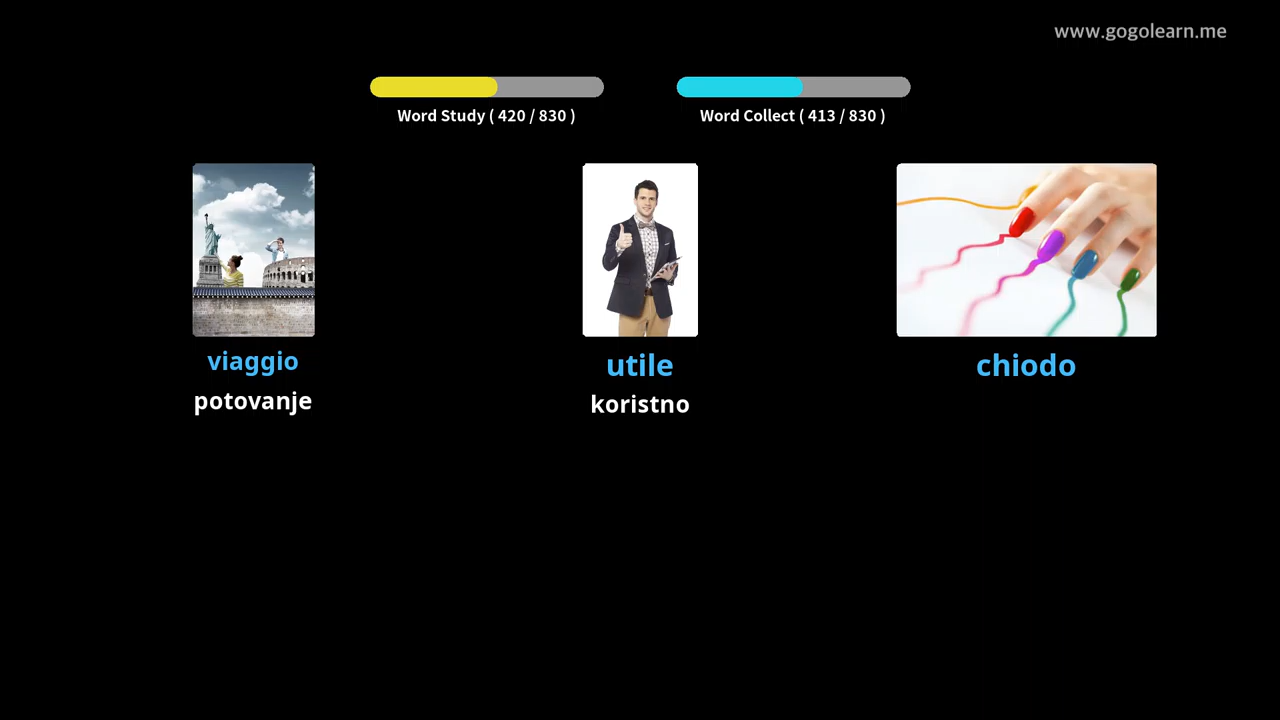 www.gogolearn.me
Word Study ( 420 / 830 )
Word Collect ( 413 / 830 )
viaggio
potovanje
utile
koristno
chiodo